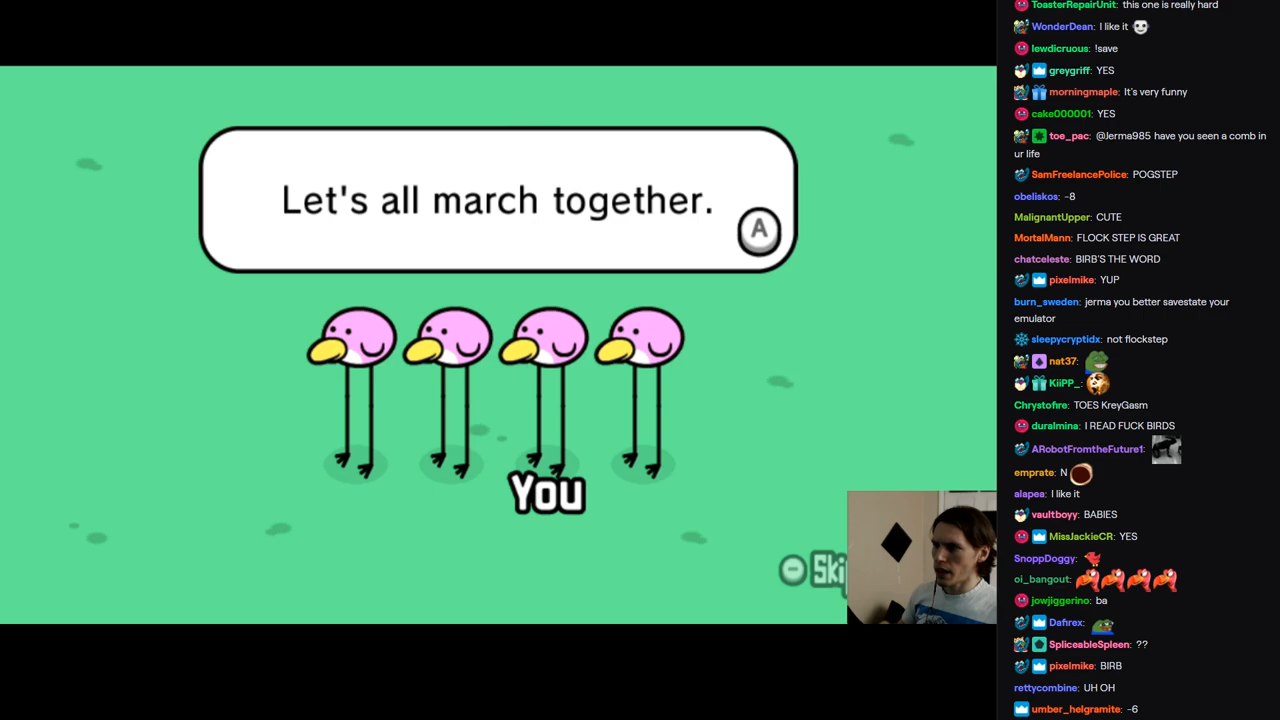 Let's all march together.
A
You
Ski
ToasterRepairUnit: this one is really hard
WonderDean: I like it
lewdicruous: !save
greygriff: YES
morningmaple: It's very funny
cake000001: YES
toe_pac: @Jerma985 have you seen a comb in
ur life
SamFreelancePolice: POGSTEP
obeliskos: -8
MalignantUpper: CUTE
MortalMann: FLOCK STEP IS GREAT
chatceleste: BIRB'S THE WORD
pixelmike: YUP
burn_sweden: jerma you better savestate your
emulator
sleepycryptidx: not flockstep
nat37:
KiiPP_:
Chrystofire: TOES KreyGasm
duralmina: I READ FUCK BIRDS
ARobotFromtheFuture1:
emprate: N
alapea: I like it
vaultboyy: BABIES
MissJackieCR: YES
SnoppDoggy:
oi_bangout:
jowjiggerino: ba
Dafirex:
SpliceableSpleen: ??
pixelmike: BIRB
rettycombine: UH OH
umber_helgramite: -6